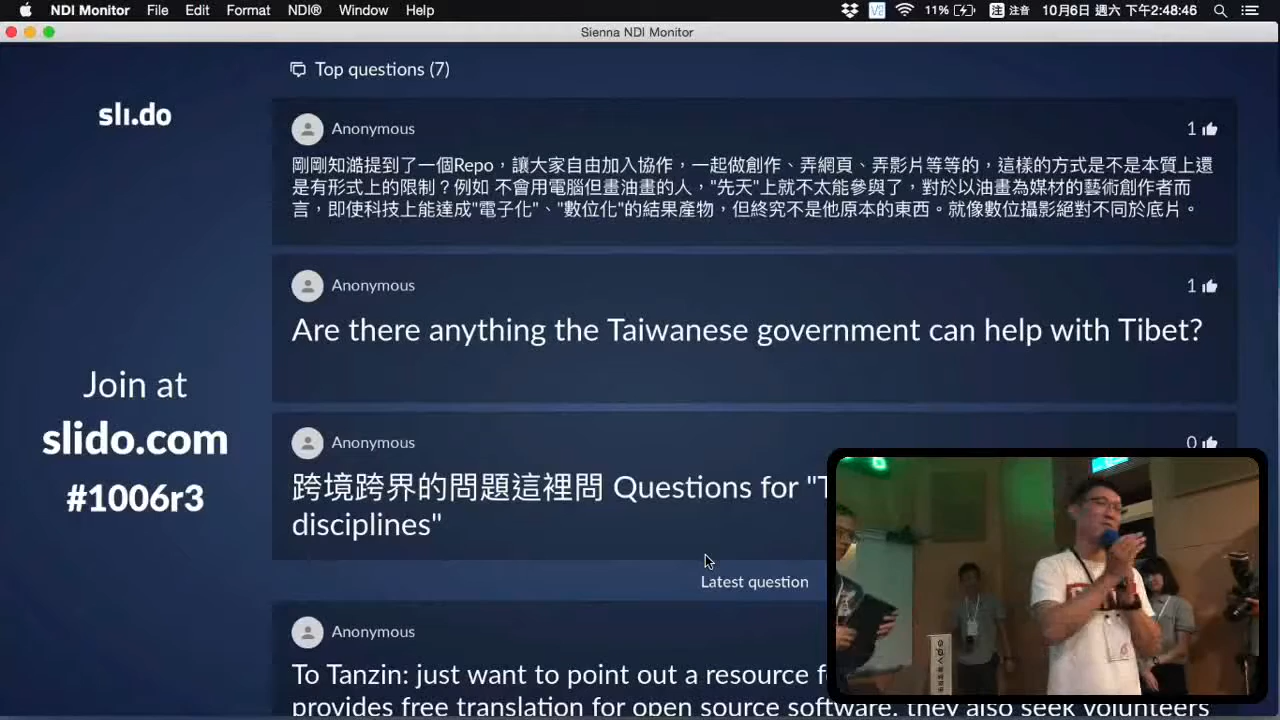 NDI Monitor File Edit Format NDI® Window Help 11% 注 注音 10月6日 週六 下午2:48:46
Sienna NDI Monitor
Top questions (7)
sli.do
Anonymous 1
剛剛知澔提到了一個Repo，讓大家自由加入協作，一起做創作、弄網頁、弄影片等等的，這樣的方式是不是本質上還
是有形式上的限制？例如 不會用電腦但畫油畫的人，"先天"上就不太能參與了，對於以油畫為媒材的藝術創作者而
言，即使科技上能達成"電子化"、"數位化"的結果產物，但終究不是他原本的東西。就像數位攝影絕對不同於底片。
Anonymous 1
Are there anything the Taiwanese government can help with Tibet?
Join at
slido.com
#1006r3
Anonymous 0
跨境跨界的問題這裡問 Questions for "
disciplines"
Latest question
Anonymous
To Tanzin: just want to point out a resource
provides free translation for open source software. they also seek volunteers